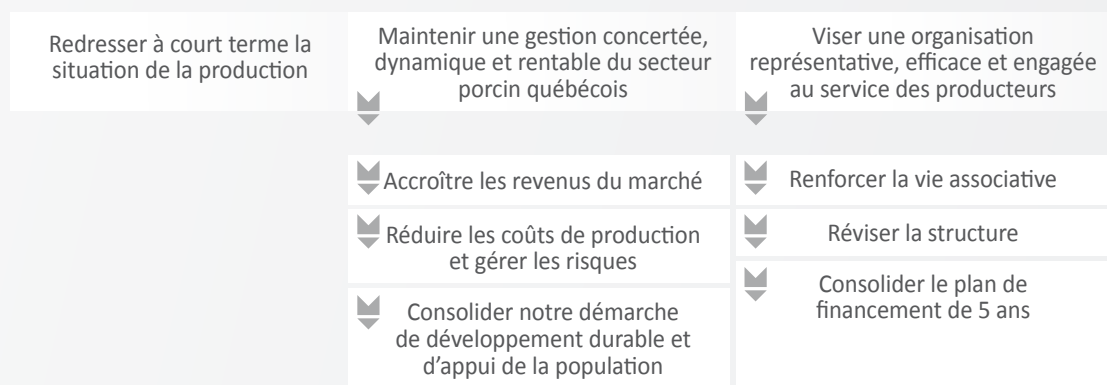 Redresser à court terme la
situation de la production
Maintenir une gestion concertée,
dynamique et rentable du secteur
porcin québécois
Viser une organisation
représentative, efficace et engagée
au service des producteurs
Accroître les revenus du marché
Réduire les coûts de production
et gérer les risques
Consolider notre démarche
de développement durable et
d'appui de la population
Renforcer la vie associative
Réviser la structure
Consolider le plan de
financement de 5 ans